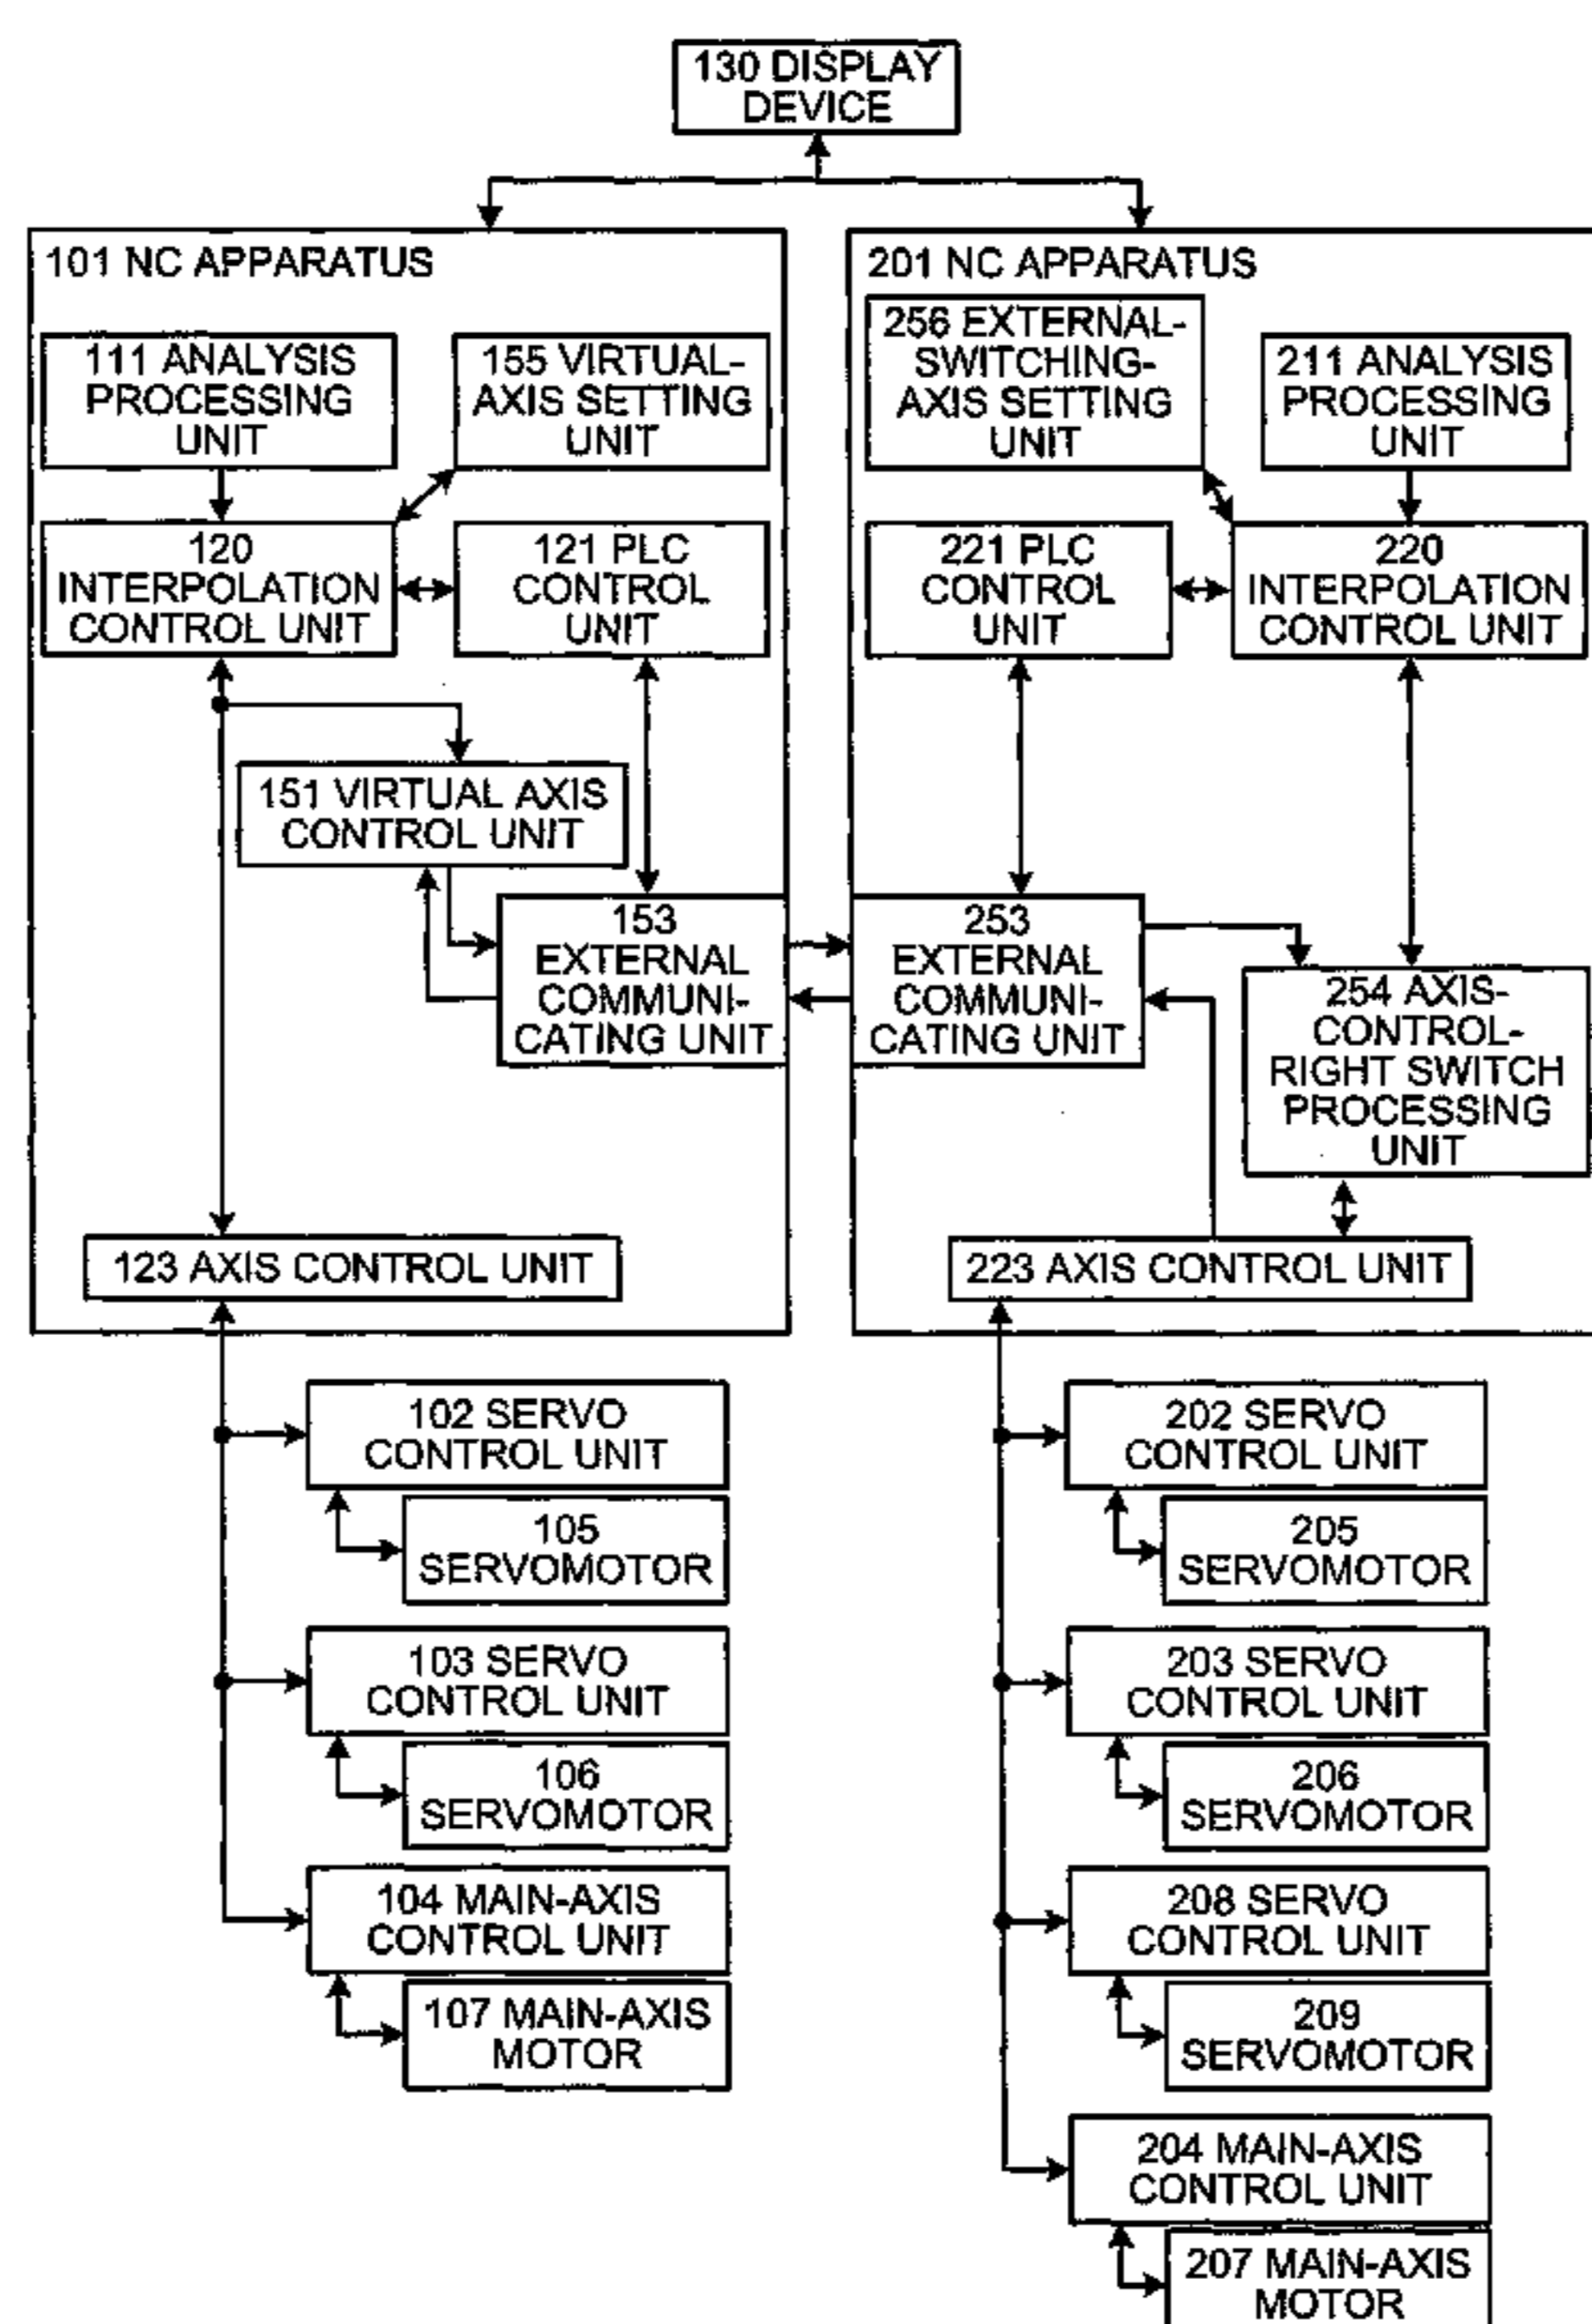 130 DISPLAY
DEVICE
101 NC APPARATUS
111 ANALYSIS
PROCESSING
UNIT
155 VIRTUAL-
AXIS SETTING
UNIT
120
INTERPOLATION
CONTROL UNIT
121 PLC
CONTROL
UNIT
151 VIRTUAL AXIS
CONTROL UNIT
153
EXTERNAL
COMMUNI-
CATING UNIT
123 AXIS CONTROL UNIT
102 SERVO
CONTROL UNIT
105
SERVOMOTOR
103 SERVO
CONTROL UNIT
106
SERVOMOTOR
104 MAIN-AXIS
CONTROL UNIT
107 MAIN-AXIS
MOTOR
201 NC APPARATUS
256 EXTERNAL-
SWITCHING-
AXIS SETTING
UNIT
211 ANALYSIS
PROCESSING
UNIT
221 PLC
CONTROL
UNIT
220
INTERPOLATION
CONTROL UNIT
253
EXTERNAL
COMMUNI-
CATING UNIT
254 AXIS-
CONTROL-
RIGHT SWITCH
PROCESSING
UNIT
223 AXIS CONTROL UNIT
202 SERVO
CONTROL UNIT
205
SERVOMOTOR
203 SERVO
CONTROL UNIT
206
SERVOMOTOR
208 SERVO
CONTROL UNIT
209
SERVOMOTOR
204 MAIN-AXIS
CONTROL UNIT
207 MAIN-AXIS
MOTOR